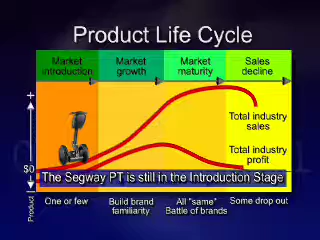 Product Life Cycle
Market introduction
Market growth
Market maturity
Sales decline
+
Total industry sales
Total industry profit
$0
The Segway PT is still in the Introduction Stage
Product
One or few
Build brand familiarity
All "same" Battle of brands
Some drop out